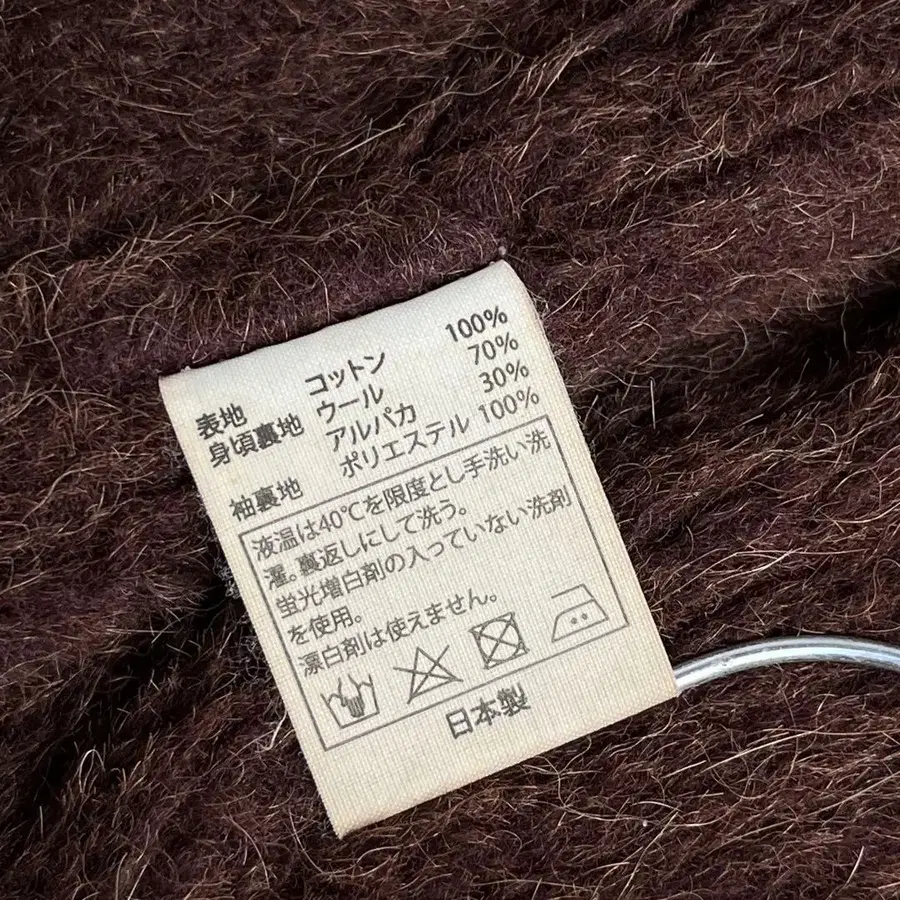 表地 コットン 100%
身頃裏地 ウール 70%
アルパカ 30%
袖裏地 ポリエステル 100%
液温は40℃を限度とし手洗い洗
濯。裏返しにして洗う。
蛍光増白剤の入っていない洗剤
を使用。
漂白剤は使えません。
日本製